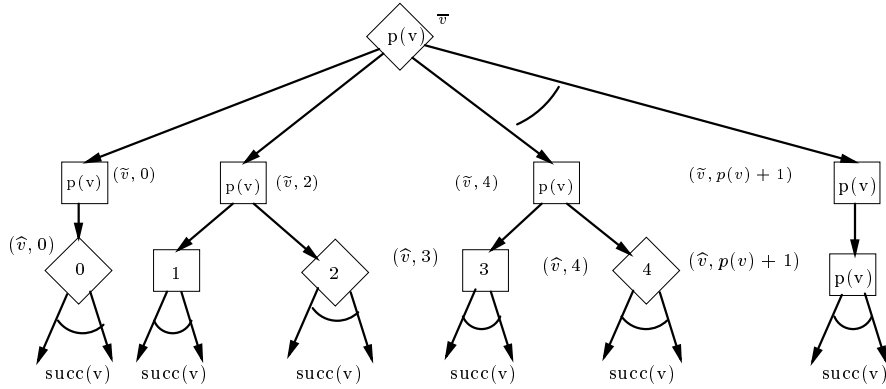 v̅
p(v)
p(v) (ṽ, 0) p(v) (ṽ, 2) (ṽ, 4) p(v) (ṽ, p(v) + 1) p(v)
(v̂, 0) 0 1 2 (v̂, 3) 3 (v̂, 4) 4 (v̂, p(v) + 1) p(v)
succ(v) succ(v) succ(v) succ(v) succ(v) succ(v)